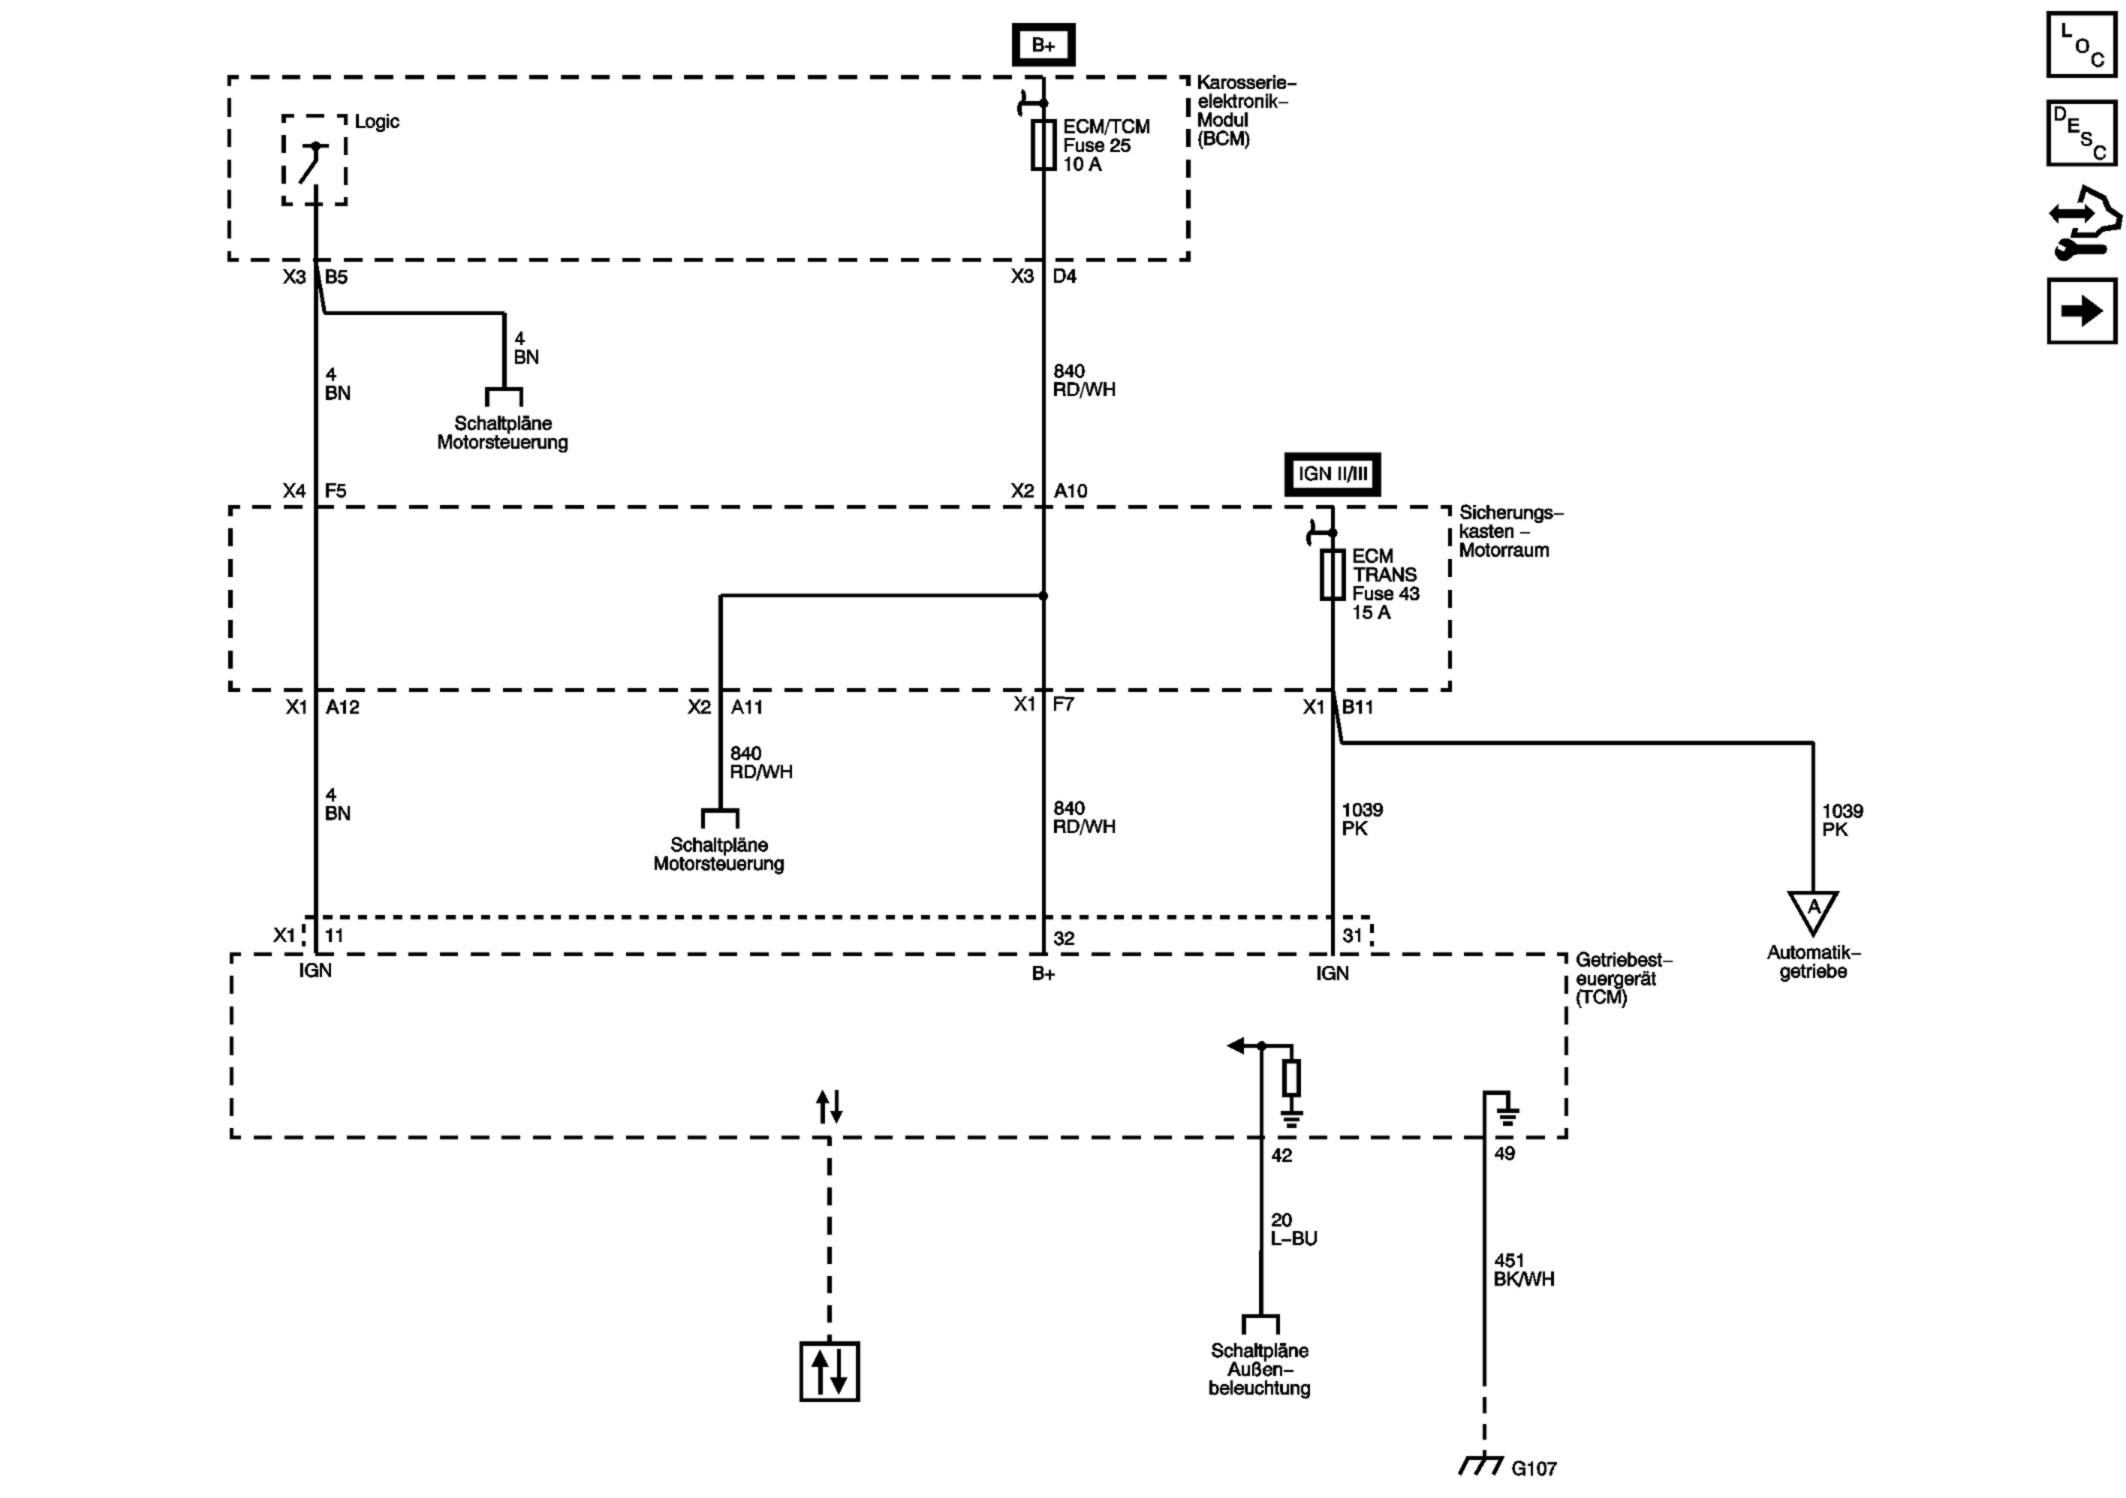 B+
Karosserie–
elektronik–
Modul
(BCM)
Logic
ECM/TCM
Fuse 25
10 A
X3 B5
X3 D4
4
BN
4
BN
Schaltpläne
Motorsteuerung
840
RD/WH
IGN II/III
X4 F5
X2 A10
Sicherungs–
kasten –
Motorraum
ECM
TRANS
Fuse 43
15 A
X1 A12
X2 A11
X1 F7
X1 B11
840
RD/WH
4
BN
840
RD/WH
1039
PK
1039
PK
Schaltpläne
Motorsteuerung
A
Automatik–
getriebe
X1 11
32
31
IGN
B+
IGN
Getriebest–
euergerät
(TCM)
42
49
20
L–BU
451
BK/WH
Schaltpläne
Außen–
beleuchtung
G107
LOC
DESC